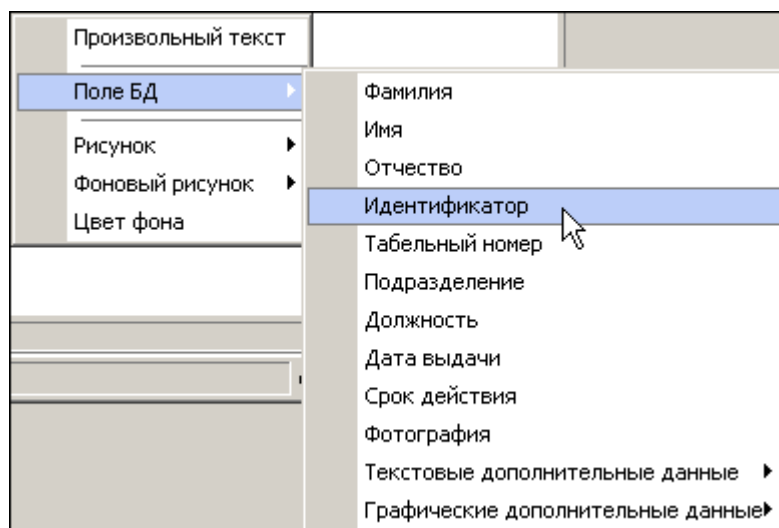 Произвольный текст
Поле БД
Рисунок
Фоновый рисунок
Цвет фона
Фамилия
Имя
Отчество
Идентификатор
Табельный номер
Подразделение
Должность
Дата выдачи
Срок действия
Фотография
Текстовые дополнительные данные
Графические дополнительные данные